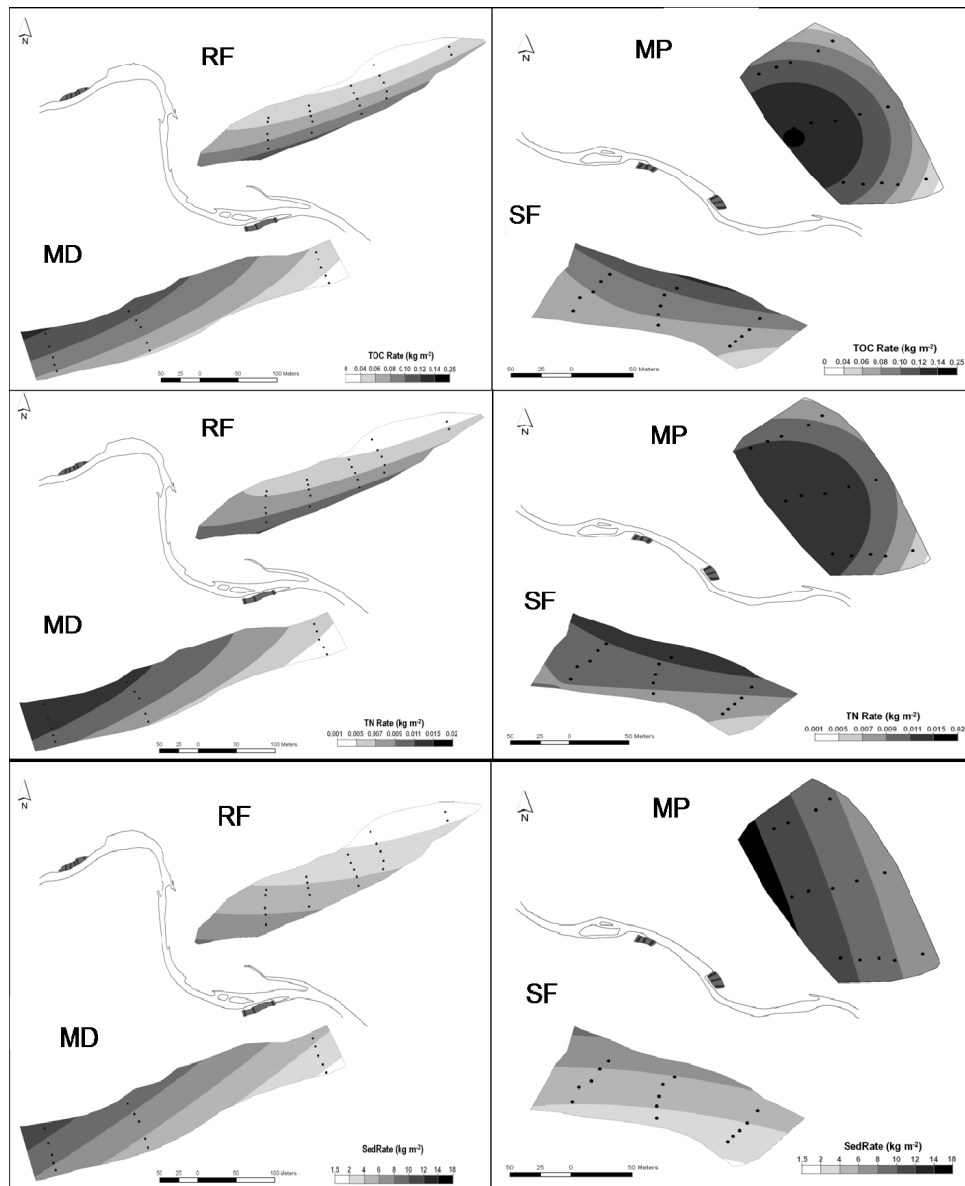 N
RF
MD
TOC Rate (kg m-2)
0 0.04 0.06 0.08 0.10 0.12 0.14 0.25
50 25 0 50 100 Meters
N
MP
SF
TOC Rate (kg m-2)
0 0.04 0.06 0.08 0.10 0.12 0.14 0.25
50 25 0 50 Meters
N
RF
MD
TN Rate (kg m-2)
0.001 0.005 0.007 0.009 0.011 0.015 0.02
50 25 0 50 100 Meters
N
MP
SF
TN Rate (kg m-2)
0.001 0.005 0.007 0.009 0.011 0.015 0.02
50 25 0 50 Meters
N
RF
MD
SedRate (kg m-2)
1.5 2 4 6 8 10 12 14 18
50 25 0 50 100 Meters
N
MP
SF
SedRate (kg m-2)
1.5 2 4 6 8 10 12 14 18
50 25 0 50 Meters